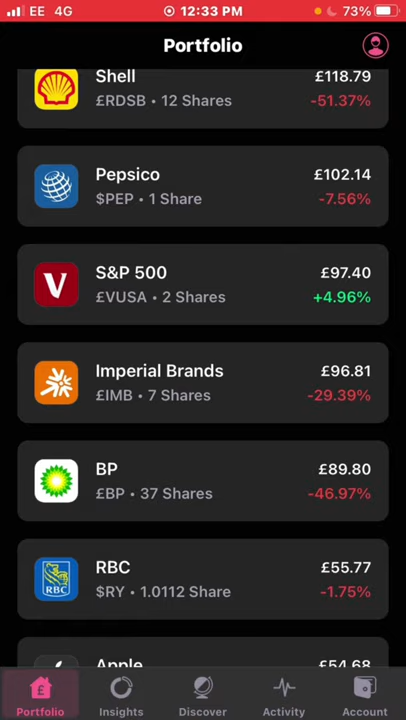 EE 4G 12:33 PM 73%
Portfolio
Shell £118.79
£RDSB • 12 Shares -51.37%
Pepsico £102.14
$PEP • 1 Share -7.56%
V S&P 500 £97.40
£VUSA • 2 Shares +4.96%
Imperial Brands £96.81
£IMB • 7 Shares -29.39%
BP £89.80
£BP • 37 Shares -46.97%
RBC £55.77
RBC $RY • 1.0112 Share -1.75%
Apple £54.68
£
Portfolio Insights Discover Activity Account